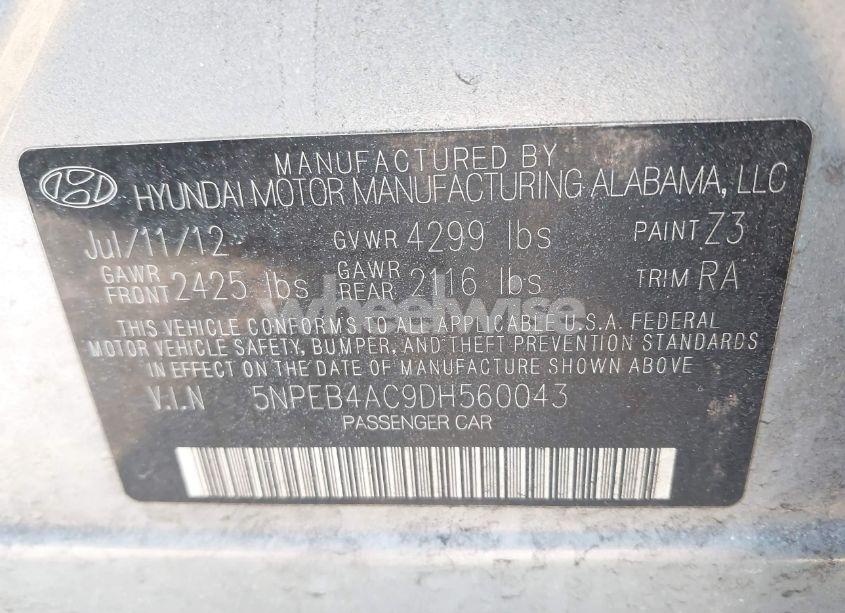 MANUFACTURED BY
HYUNDAI MOTOR MANUFACTURING ALABAMA, LLC
Jul/11/12 GVWR 4299 lbs PAINT Z3
GAWR FRONT 2425 lbs GAWR REAR 2116 lbs TRIM RA
wheelwise
THIS VEHICLE CONFORMS TO ALL APPLICABLE U.S.A. FEDERAL
MOTOR VEHICLE SAFETY, BUMPER, AND THEFT PREVENTION STANDARDS
IN EFFECT ON THE DATE OF MANUFACTURE SHOWN ABOVE
V.I.N 5NPEB4AC9DH560043
PASSENGER CAR